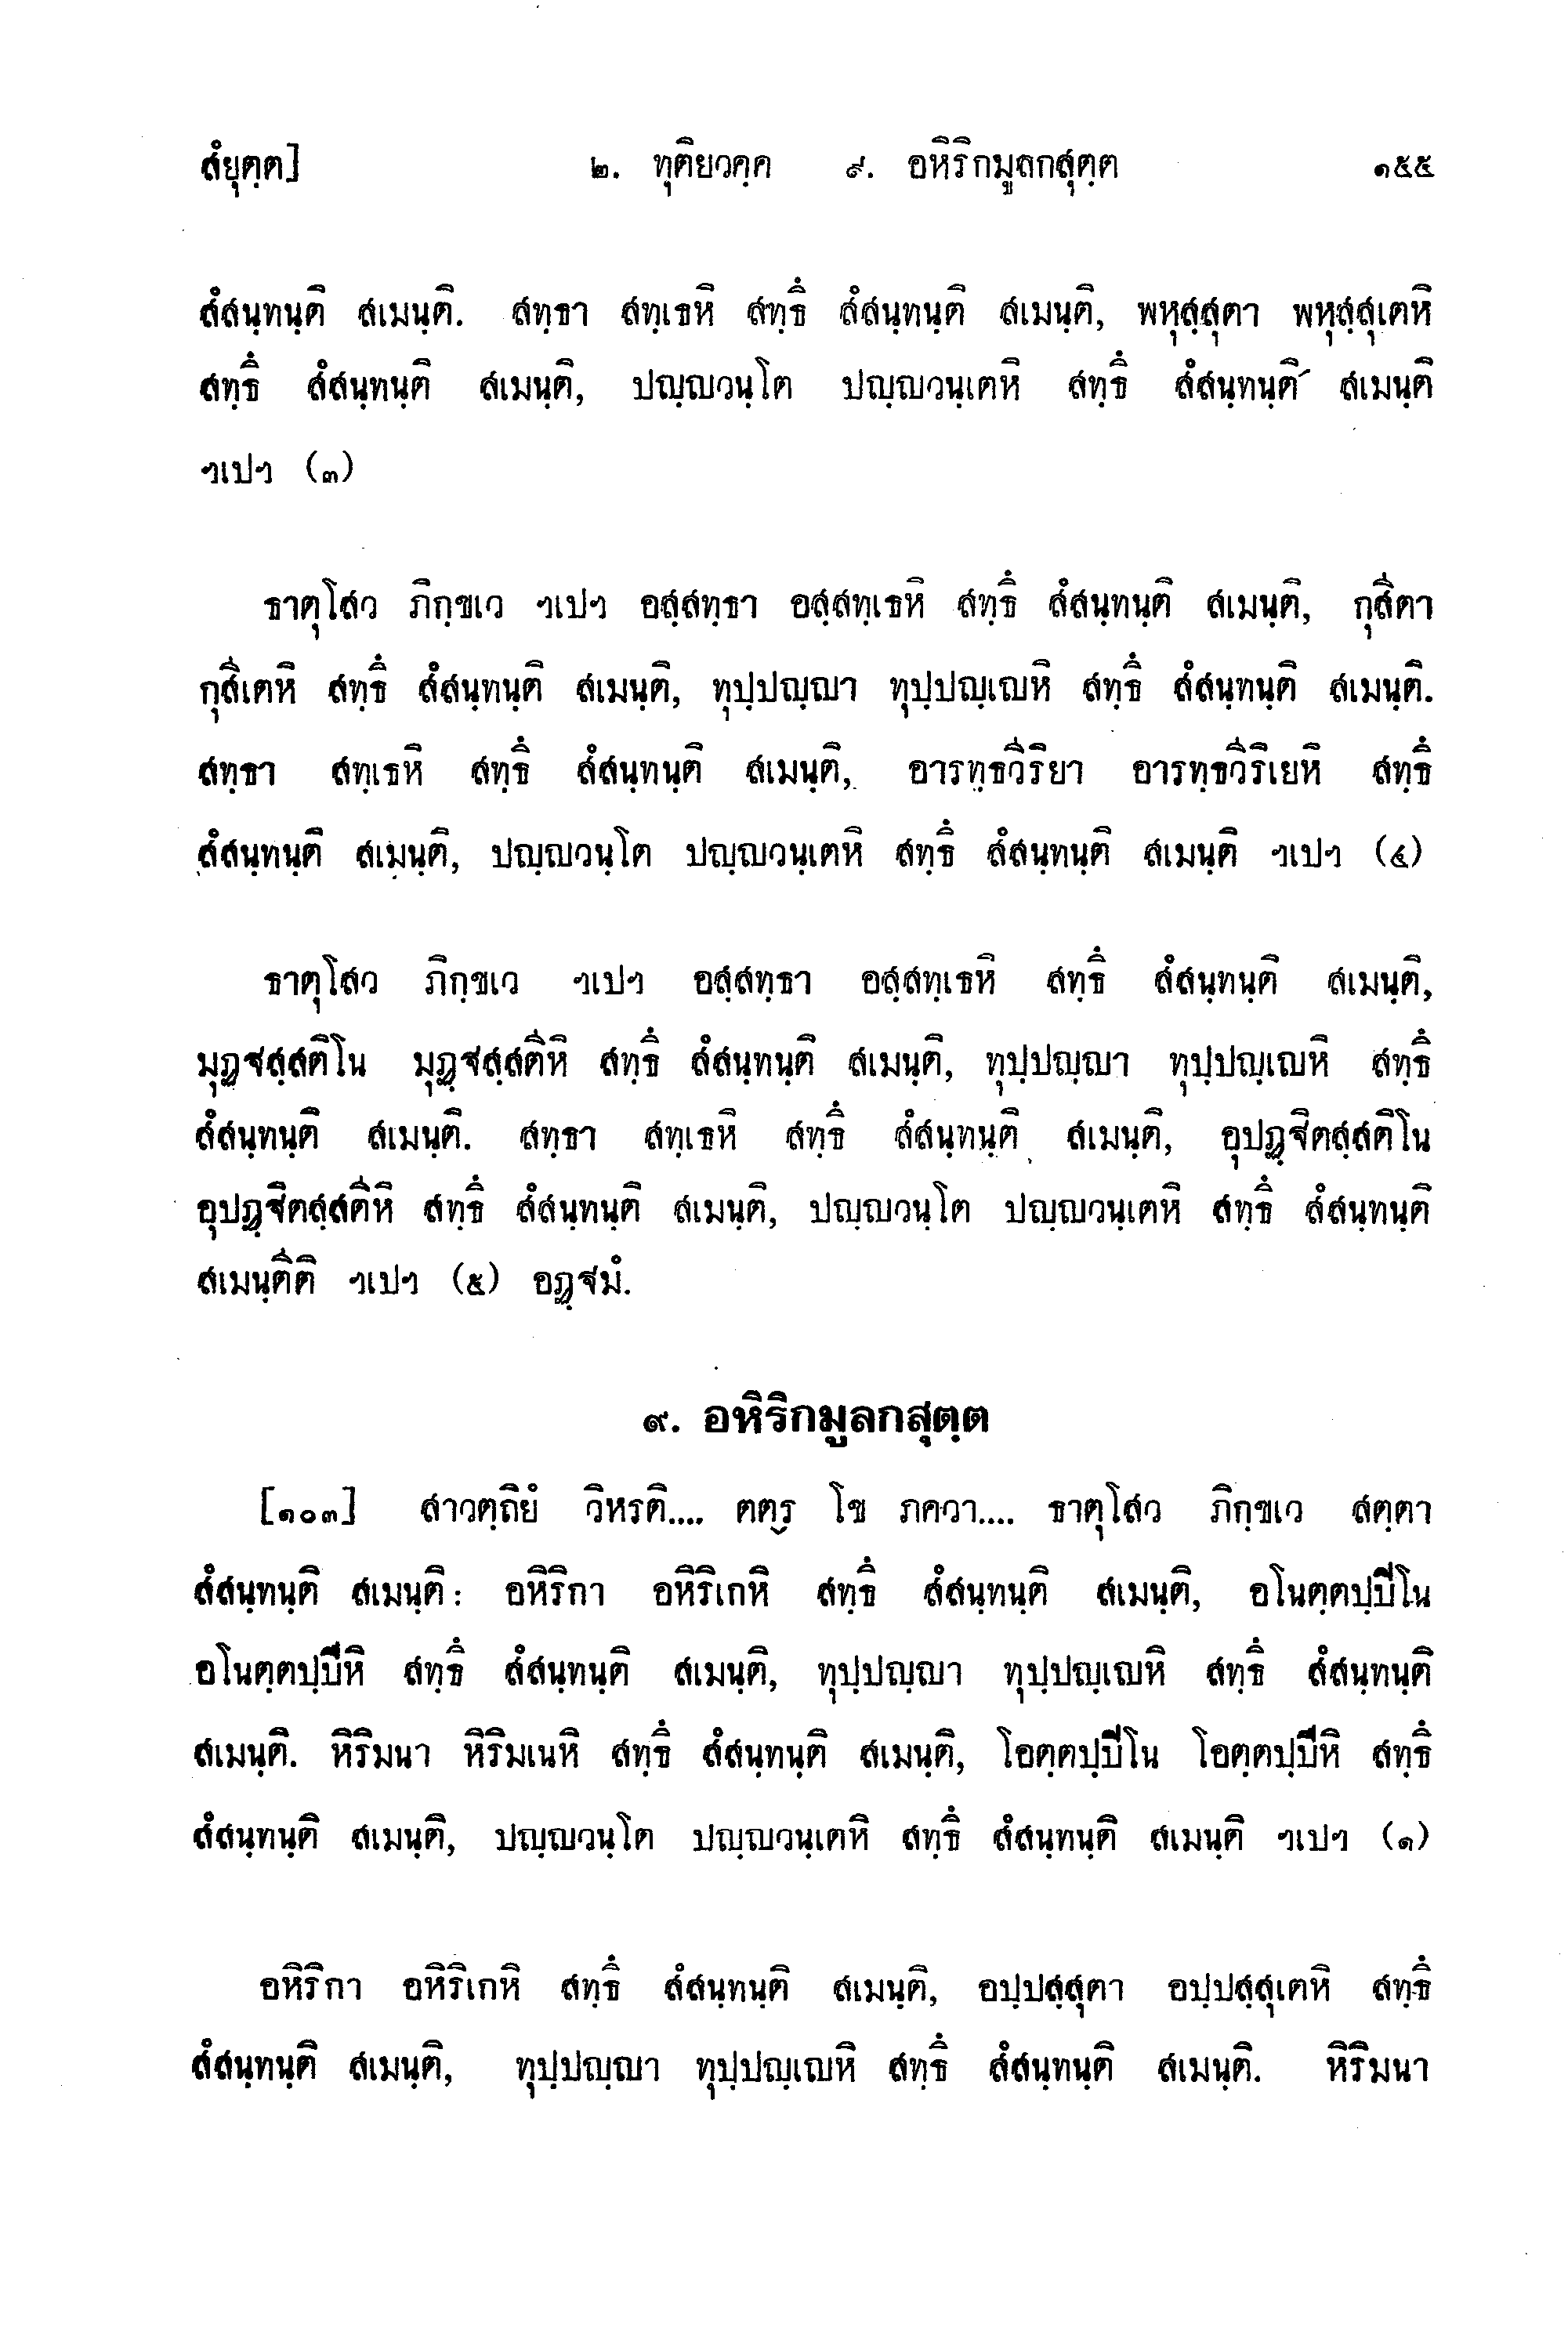 สํยุตฺต]	๒. ทุติยวคฺค ๙. อหิริกมูลกสุตฺต	๑๕๕
สํสนฺทนฺติ สเมนฺติ. สทฺธา สทฺเธหิ สทฺธึ สํสนฺทนฺติ สเมนฺติ, พหุสฺสุตา พหุสฺสุเตหิ
สทฺธึ สํสนฺทนฺติ สเมนฺติ, ปญฺญวนฺโต ปญฺญวนฺเตหิ สทฺธึ สํสนฺทนฺติ สเมนฺติ
ฯเปฯ (๓)
ธาตุโสว ภิกฺขเว ฯเปฯ อสฺสทฺธา อสฺสทฺเธหิ สทฺธึ สํสนฺทนฺติ สเมนฺติ, กุสีตา
กุสีเตหิ สทฺธึ สํสนฺทนฺติ สเมนฺติ, ทุปฺปญฺญา ทุปฺปญฺเญหิ สทฺธึ สํสนฺทนฺติ สเมนฺติ.
สทฺธา สทฺเธหิ สทฺธึ สํสนฺทนฺติ สเมนฺติ, อารทฺธวีริยา อารทฺธวีริเยหิ สทฺธึ
สํสนฺทนฺติ สเมนฺติ, ปญฺญวนฺโต ปญฺญวนฺเตหิ สทฺธึ สํสนฺทนฺติ สเมนฺติ ฯเปฯ (๔)
ธาตุโสว ภิกฺขเว ฯเปฯ อสฺสทฺธา อสฺสทฺเธหิ สทฺธึ สํสนฺทนฺติ สเมนฺติ,
มุฏฺฐสฺสติโน มุฏฺฐสฺสตีหิ สทฺธึ สํสนฺทนฺติ สเมนฺติ, ทุปฺปญฺญา ทุปฺปญฺเญหิ สทฺธึ
สํสนฺทนฺติ สเมนฺติ. สทฺธา สทฺเธหิ สทฺธึ สํสนฺทนฺติ สเมนฺติ, อุปฏฺฐิตสฺสติโน
อุปฏฺฐิตสฺสตีหิ สทฺธึ สํสนฺทนฺติ สเมนฺติ, ปญฺญวนฺโต ปญฺญวนฺเตหิ สทฺธึ สํสนฺทนฺติ
สเมนฺตีติ ฯเปฯ (๕) อฏฺฐมํ.
๙. อหิริกมูลกสุตฺต
[๑๐๓] สาวตฺถิยํ วิหรติ.... ตตฺร โข ภควา.... ธาตุโสว ภิกฺขเว สตฺตา
สํสนฺทนฺติ สเมนฺติ: อหิริกา อหิริเกหิ สทฺธึ สํสนฺทนฺติ สเมนฺติ, อโนตฺตปฺปิโน
อโนตฺตปฺปีหิ สทฺธึ สํสนฺทนฺติ สเมนฺติ, ทุปฺปญฺญา ทุปฺปญฺเญหิ สทฺธึ สํสนฺทนฺติ
สเมนฺติ. หิริมนา หิริมเนหิ สทฺธึ สํสนฺทนฺติ สเมนฺติ, โอตฺตปฺปิโน โอตฺตปฺปีหิ สทฺธึ
สํสนฺทนฺติ สเมนฺติ, ปญฺญวนฺโต ปญฺญวนฺเตหิ สทฺธึ สํสนฺทนฺติ สเมนฺติ ฯเปฯ (๑)
อหิริกา อหิริเกหิ สทฺธึ สํสนฺทนฺติ สเมนฺติ, อปฺปสฺสุตา อปฺปสฺสุเตหิ สทฺธึ
สํสนฺทนฺติ สเมนฺติ, ทุปฺปญฺญา ทุปฺปญฺเญหิ สทฺธึ สํสนฺทนฺติ สเมนฺติ. หิริมนา